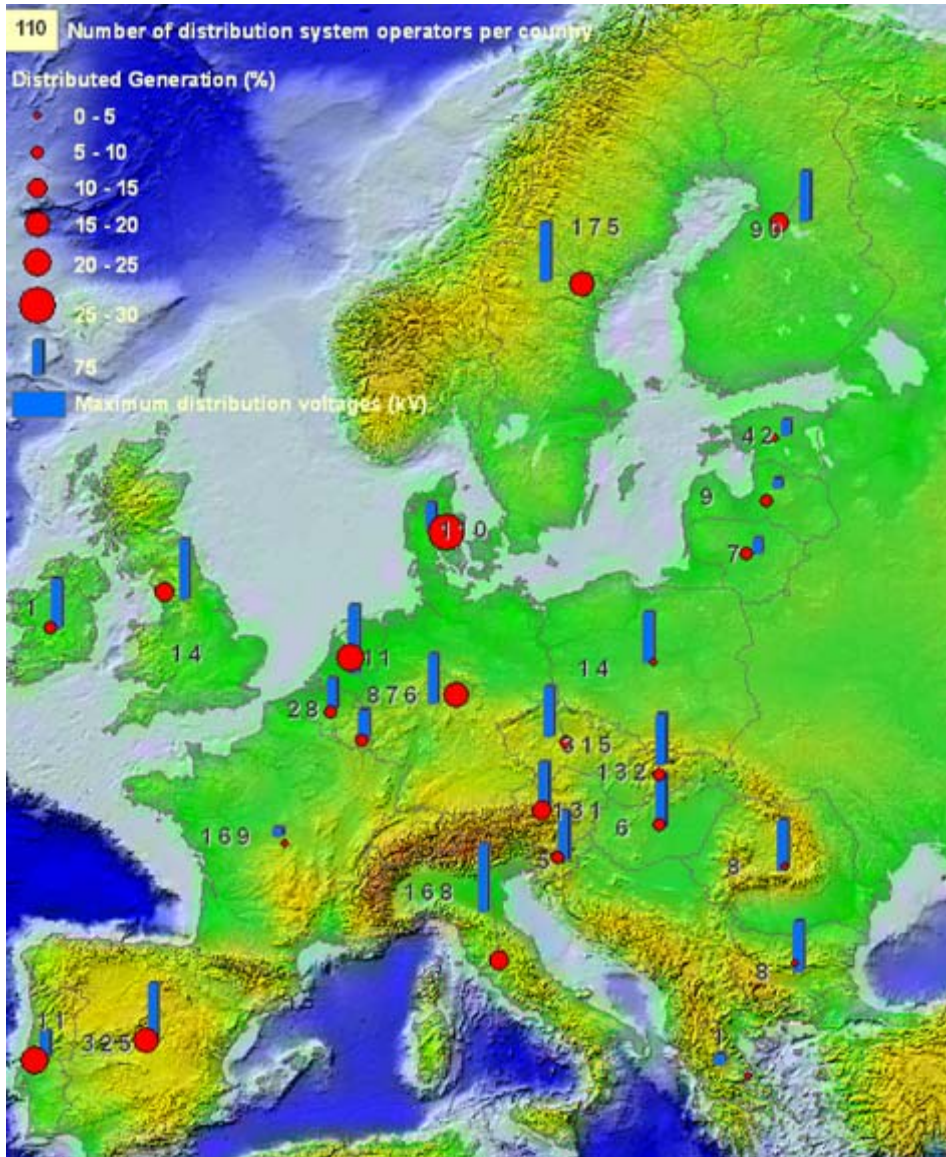 110 Number of distribution system operators per country
Distributed Generation (%)
0 - 5
5 - 10
10 - 15
15 - 20
20 - 25
25 - 30
75
Maximum distribution voltages (kV)
175
90
42
9
110
7
1
14
11
14
876
28
315
132
131
6
169
5
8
168
8
11
325
1